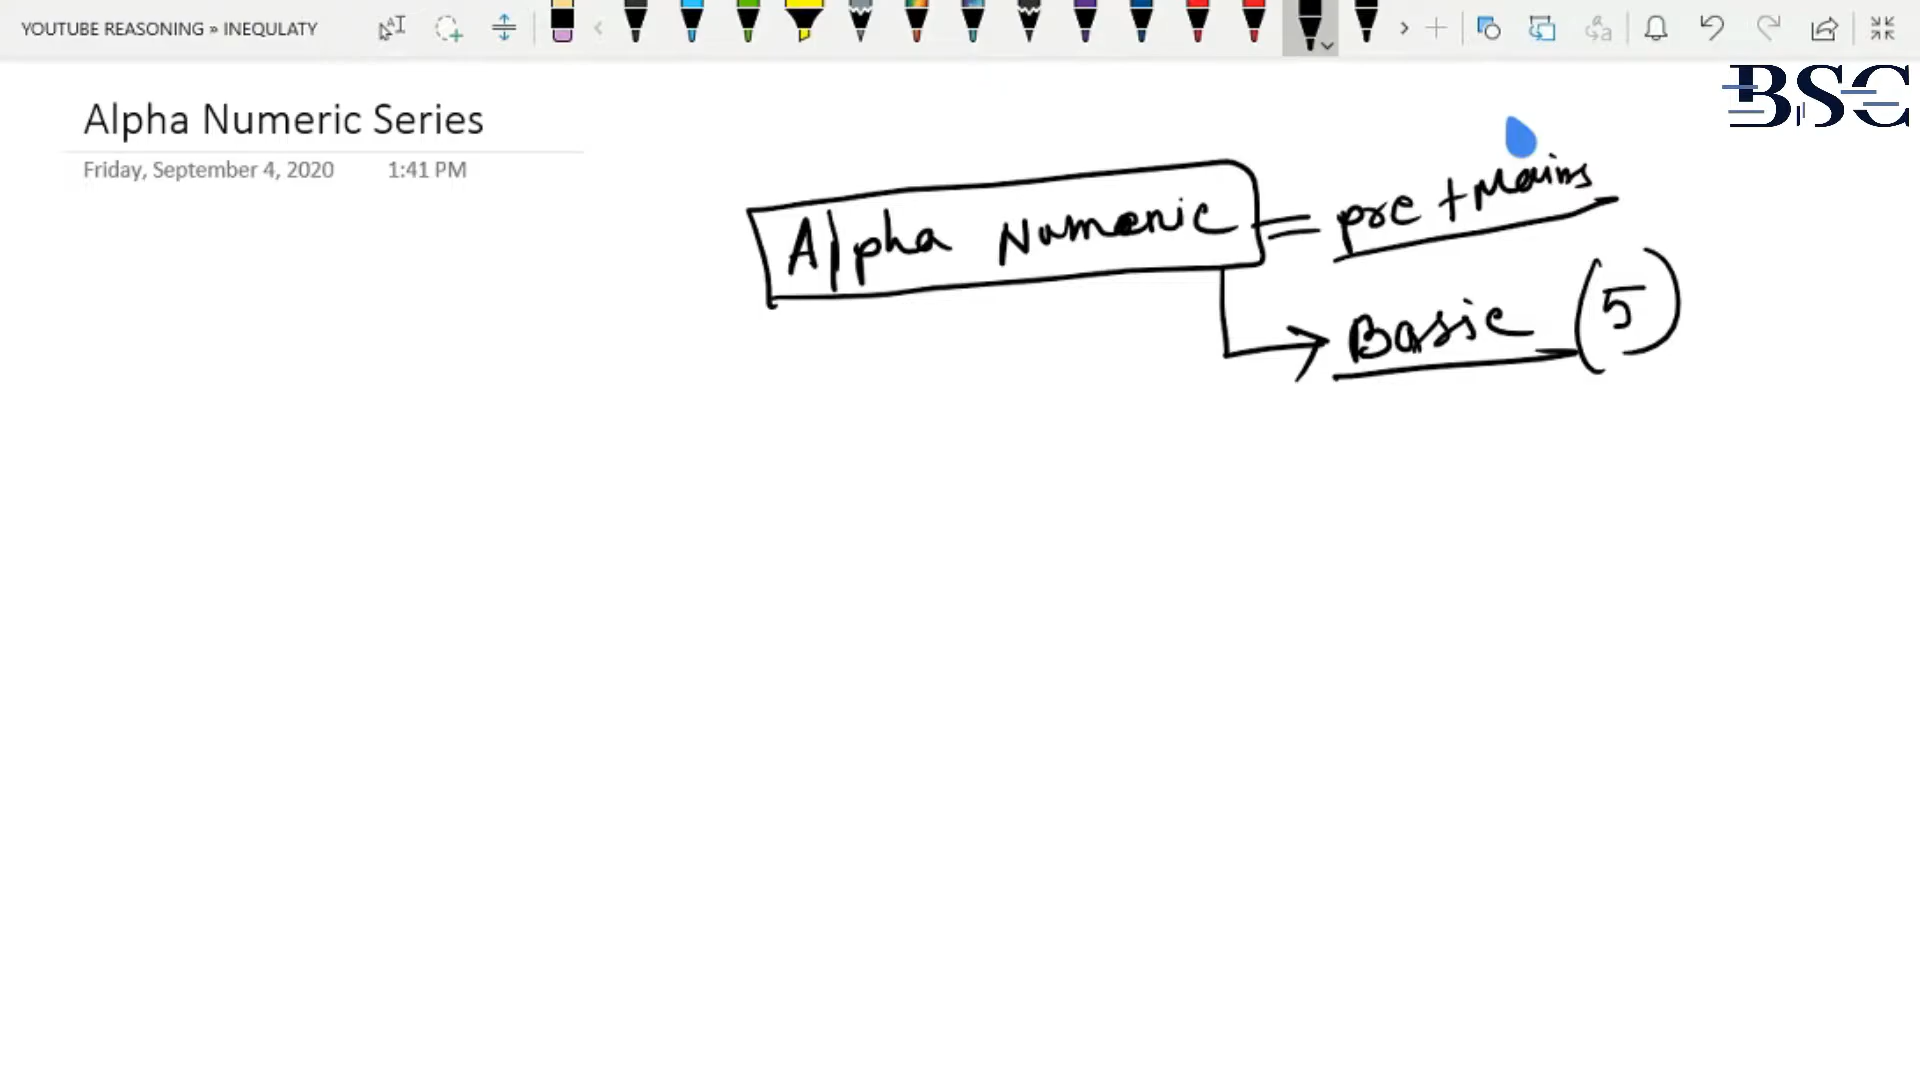 YOUTUBE REASONING » INEQULATY
BSC
Alpha Numeric Series
Friday, September 4, 2020 1:41 PM
Alpha Numeric = pre + Mains
Basic (5)